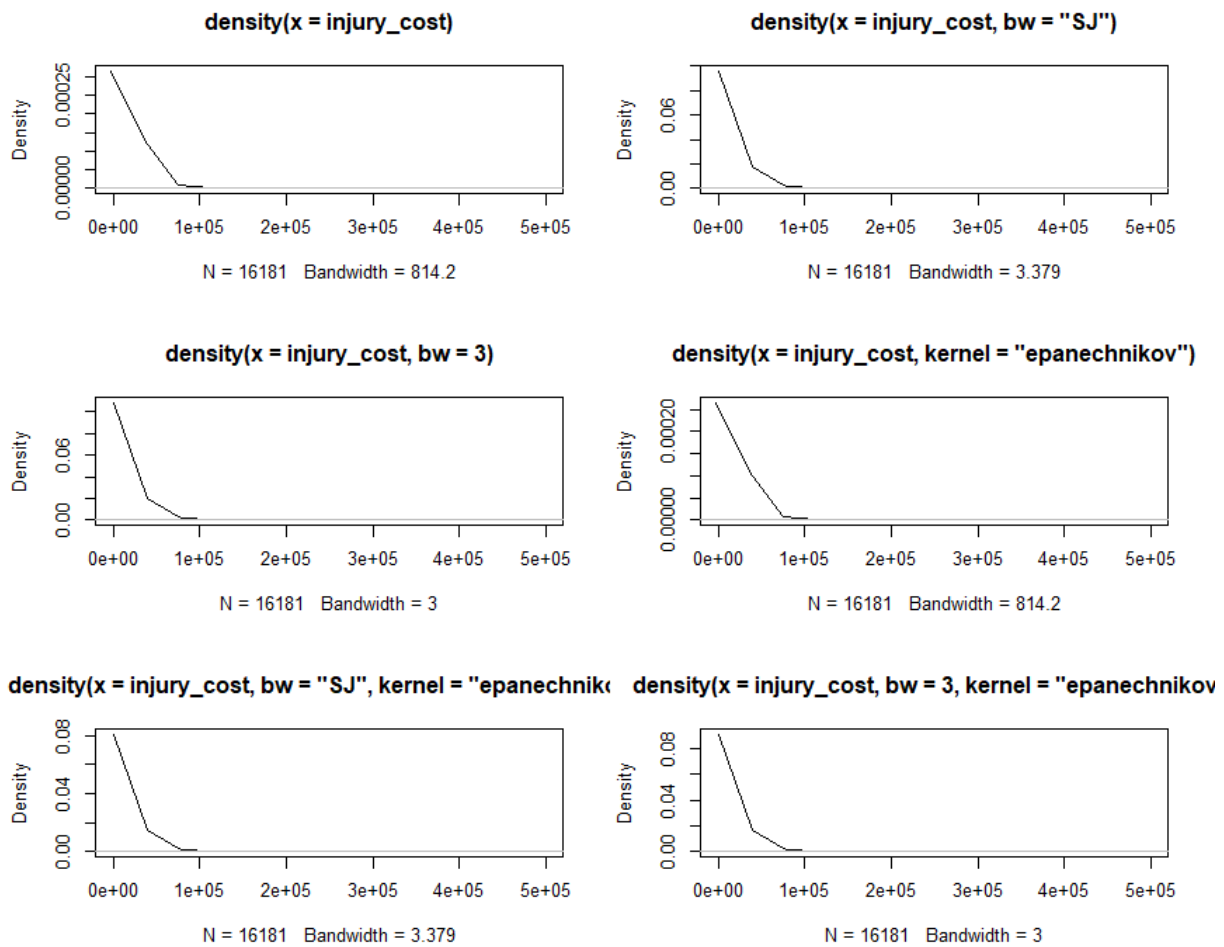 density(x = injury_cost)
Density
0.00000
0.00025
0e+00 1e+05 2e+05 3e+05 4e+05 5e+05
N = 16181 Bandwidth = 814.2
density(x = injury_cost, bw = "SJ")
Density
0.00
0.06
0e+00 1e+05 2e+05 3e+05 4e+05 5e+05
N = 16181 Bandwidth = 3.379
density(x = injury_cost, bw = 3)
Density
0.00
0.06
0e+00 1e+05 2e+05 3e+05 4e+05 5e+05
N = 16181 Bandwidth = 3
density(x = injury_cost, kernel = "epanechnikov")
Density
0.00000
0.00020
0e+00 1e+05 2e+05 3e+05 4e+05 5e+05
N = 16181 Bandwidth = 814.2
density(x = injury_cost, bw = "SJ", kernel = "epanechnik
Density
0.00
0.04
0.08
0e+00 1e+05 2e+05 3e+05 4e+05 5e+05
N = 16181 Bandwidth = 3.379
density(x = injury_cost, bw = 3, kernel = "epanechnikov
Density
0.00
0.04
0.08
0e+00 1e+05 2e+05 3e+05 4e+05 5e+05
N = 16181 Bandwidth = 3